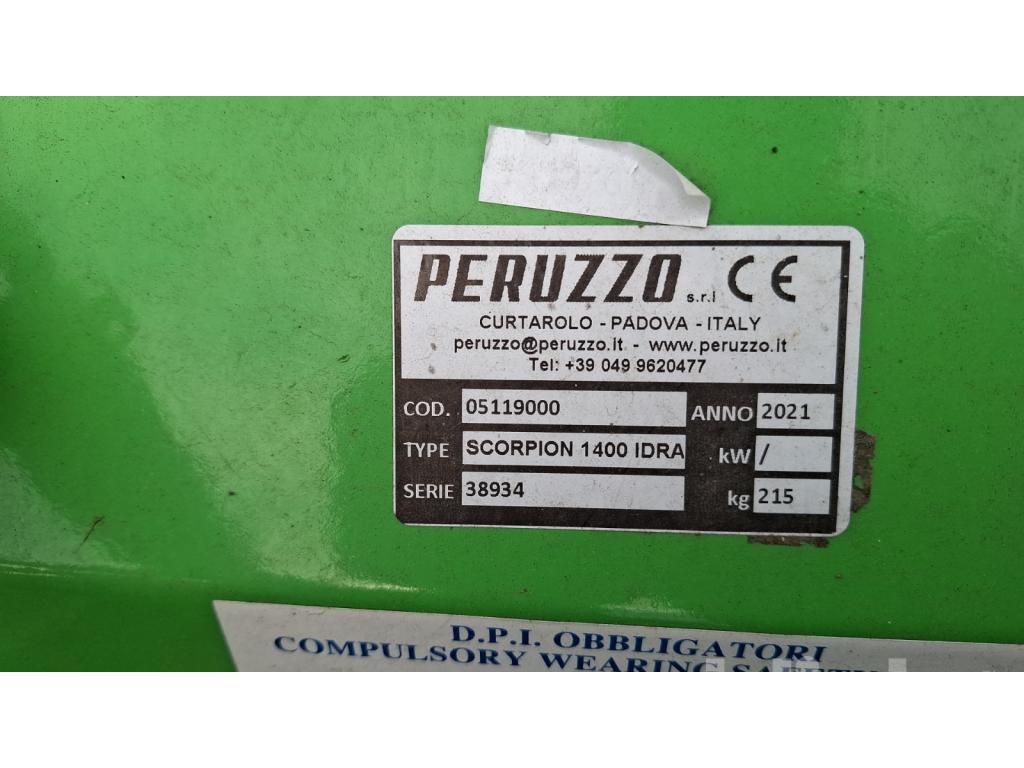 PERUZZO s.r.l CE
CURTAROLO - PADOVA - ITALY
peruzzo@peruzzo.it - www.peruzzo.it
Tel: +39 049 9620477
COD. 05119000 ANNO 2021
TYPE SCORPION 1400 IDRA kW /
SERIE 38934 kg 215
D.P.I. OBBLIGATORI
COMPULSORY WEARING